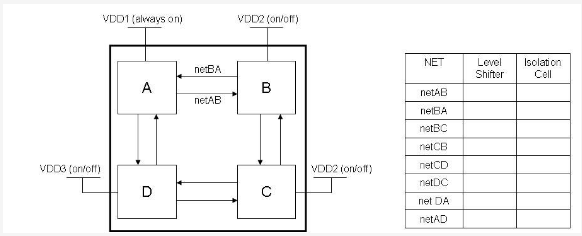 VDD1 (always on)
VDD2 (on/off)
netBA
A
B
netAB
VDD3 (on/off)
VDD2 (on/off)
D
C
NET
Level Shifter
Isolation Cell
netAB
netBA
netBC
netCB
netCD
netDC
net DA
netAD